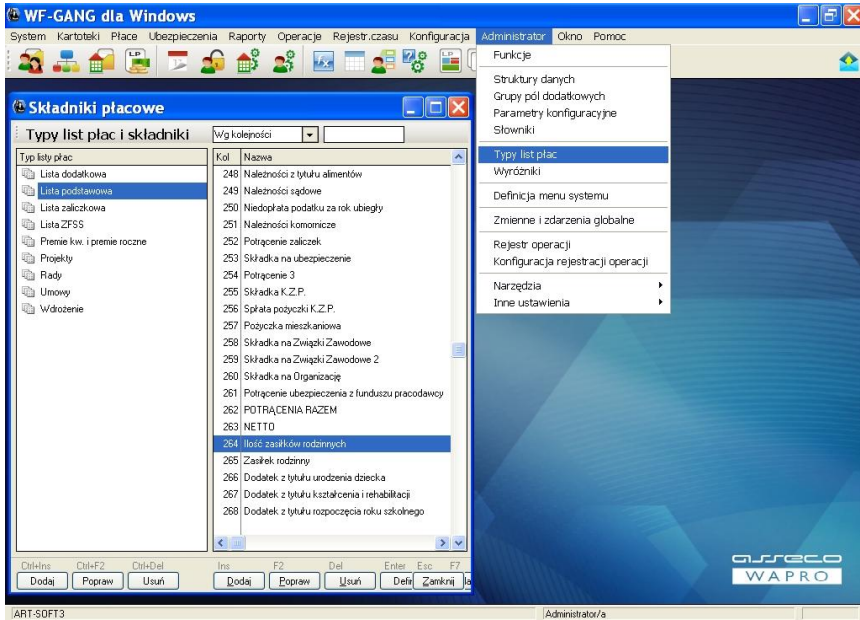 WF-GANG dla Windows
System Kartoteki Płace Ubezpieczenia Raporty Operacje Rejestr.czasu Konfiguracja Administrator Okno Pomoc
Funkcje
Struktury danych
Grupy pól dodatkowych
Parametry konfiguracyjne
Słowniki
Typy list płac
Wyróżniki
Definicja menu systemu
Zmienne i zdarzenia globalne
Rejestr operacji
Konfiguracja rejestracji operacji
Narzędzia
Inne ustawienia
Składniki płacowe
Typy list płac i składniki Wg kolejności
Typ listy płac
Lista dodatkowa
Lista podstawowa
Lista zaliczkowa
Lista ZFSS
Premie kw. i premie roczne
Projekty
Rady
Umowy
Wdrożenie
Kol Nazwa
248 Należności z tytułu alimentów
249 Należności sądowe
250 Niedopłata podatku za rok ubiegły
251 Należności komornicze
252 Potrącenie zaliczek
253 Składka na ubezpieczenie
254 Potrącenie 3
255 Składka K.Z.P.
256 Spłata pożyczki K.Z.P.
257 Pożyczka mieszkaniowa
258 Składka na Związki Zawodowe
259 Składka na Związki Zawodowe 2
260 Składka na Organizację
261 Potrącenie ubezpieczenia z funduszu pracodawcy
262 POTRĄCENIA RAZEM
263 NETTO
264 Ilość zasiłków rodzinnych
265 Zasiłek rodzinny
266 Dodatek z tytułu urodzenia dziecka
267 Dodatek z tytułu kształcenia i rehabilitacji
268 Dodatek z tytułu rozpoczęcia roku szkolnego
Ctrl+Ins Ctrl+F2 Ctrl+Del Ins F2 Del Enter Esc F7
Dodaj Popraw Usuń Dodaj Popraw Usuń Defir Zamknij
asseco
WAPRO
ART-SOFT3 Administrator/a